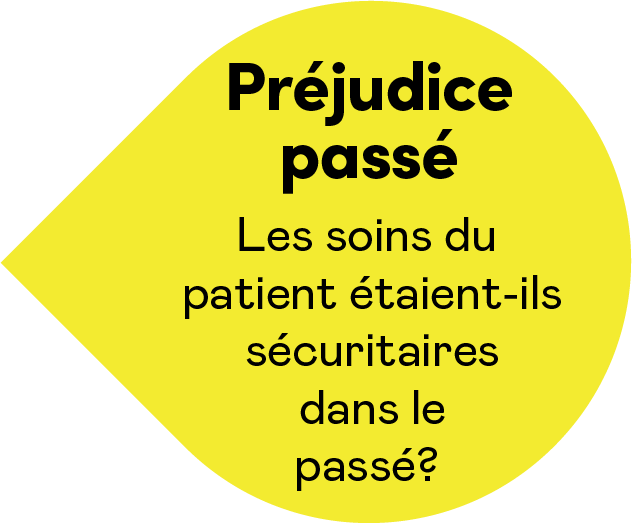 Préjudice
passé
Les soins du
patient étaient-ils
sécuritaires
dans le
passé?